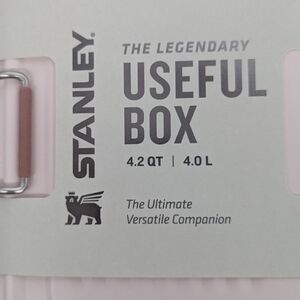 STANLEY®
THE LEGENDARY
USEFUL
BOX
4.2 QT | 4.0 L
The Ultimate
Versatile Companion